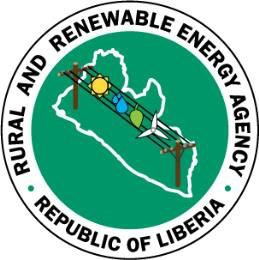 RURAL AND RENEWABLE ENERGY AGENCY
REPUBLIC OF LIBERIA